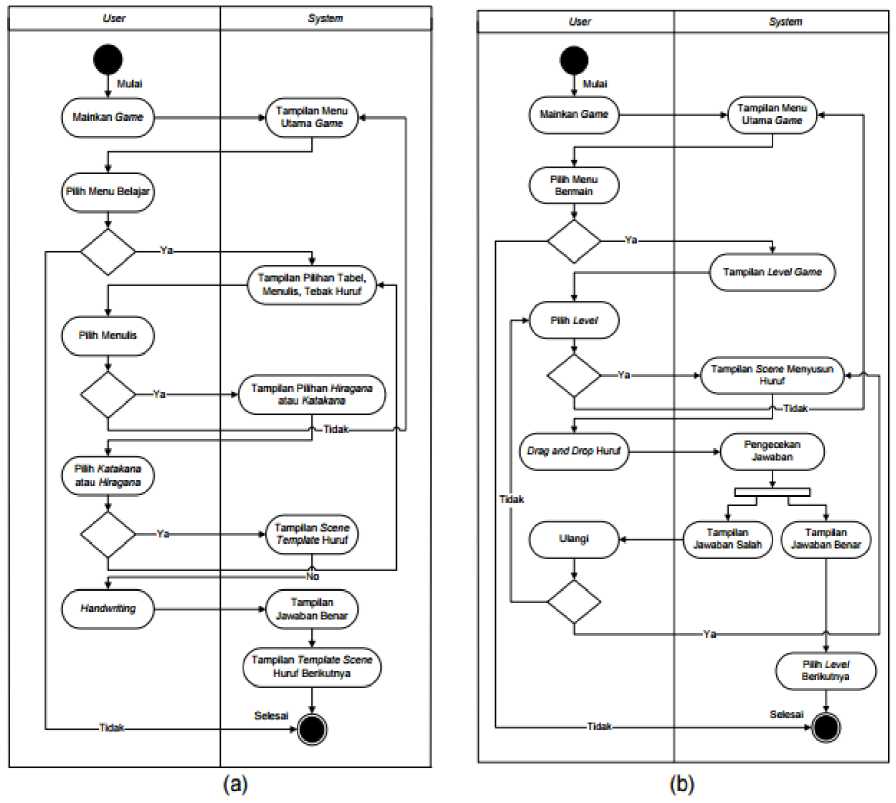 User
System
Mulai
Mainkan Game
Tampilan Menu
Utama Game
Pilih Menu Belajar
Ya
Tampilan Pilihan Tabel,
Menulis, Tebak Huruf
Pilih Menulis
Ya
Tampilan Pilihan Hiragana
atau Katakana
Tidak
Pilih Katakana
atau Hiragana
Ya
Tampilan Scene
Template Huruf
No
Handwriting
Tampilan
Jawaban Benar
Tampilan Template Scene
Huruf Berikutnya
Selesai
Tidak
(a)
User
System
Mulai
Mainkan Game
Tampilan Menu
Utama Game
Pilih Menu
Bermain
Ya
Tampilan Level Game
Pilih Level
Ya
Tampilan Scene Menyusun
Huruf
Tidak
Drag and Drop Huruf
Pengecekan
Jawaban
Tidak
Ulangi
Tampilan
Jawaban Salah
Tampilan
Jawaban Benar
Ya
Pilih Level
Berikutnya
Selesai
Tidak
(b)